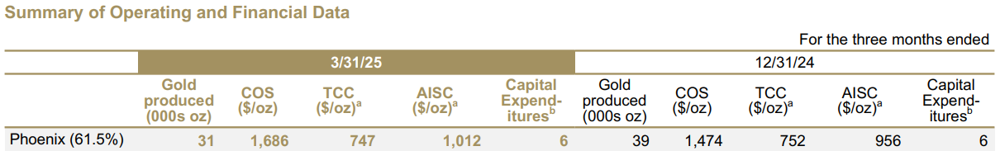 Summary of Operating and Financial Data
For the three months ended
3/31/25 12/31/24
Gold produced (000s oz) COS ($/oz) TCC ($/oz)a AISC ($/oz)a Capital Expend-ituresb Gold produced (000s oz) COS ($/oz) TCC ($/oz)a AISC ($/oz)a Capital Expend-ituresb
Phoenix (61.5%) 31 1,686 747 1,012 6 39 1,474 752 956 6